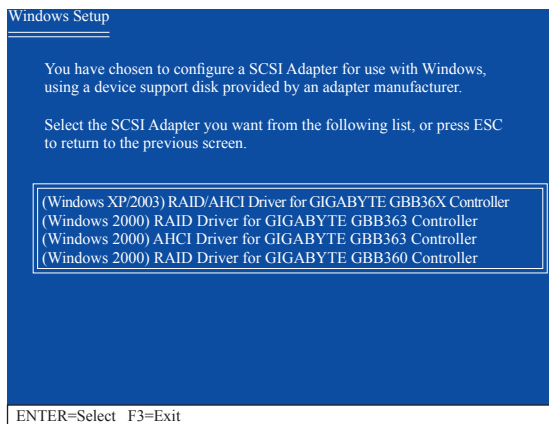 Windows Setup
You have chosen to configure a SCSI Adapter for use with Windows,
using a device support disk provided by an adapter manufacturer.
Select the SCSI Adapter you want from the following list, or press ESC
to return to the previous screen.
(Windows XP/2003) RAID/AHCI Driver for GIGABYTE GBB36X Controller
(Windows 2000) RAID Driver for GIGABYTE GBB363 Controller
(Windows 2000) AHCI Driver for GIGABYTE GBB363 Controller
(Windows 2000) RAID Driver for GIGABYTE GBB360 Controller
ENTER=Select F3=Exit